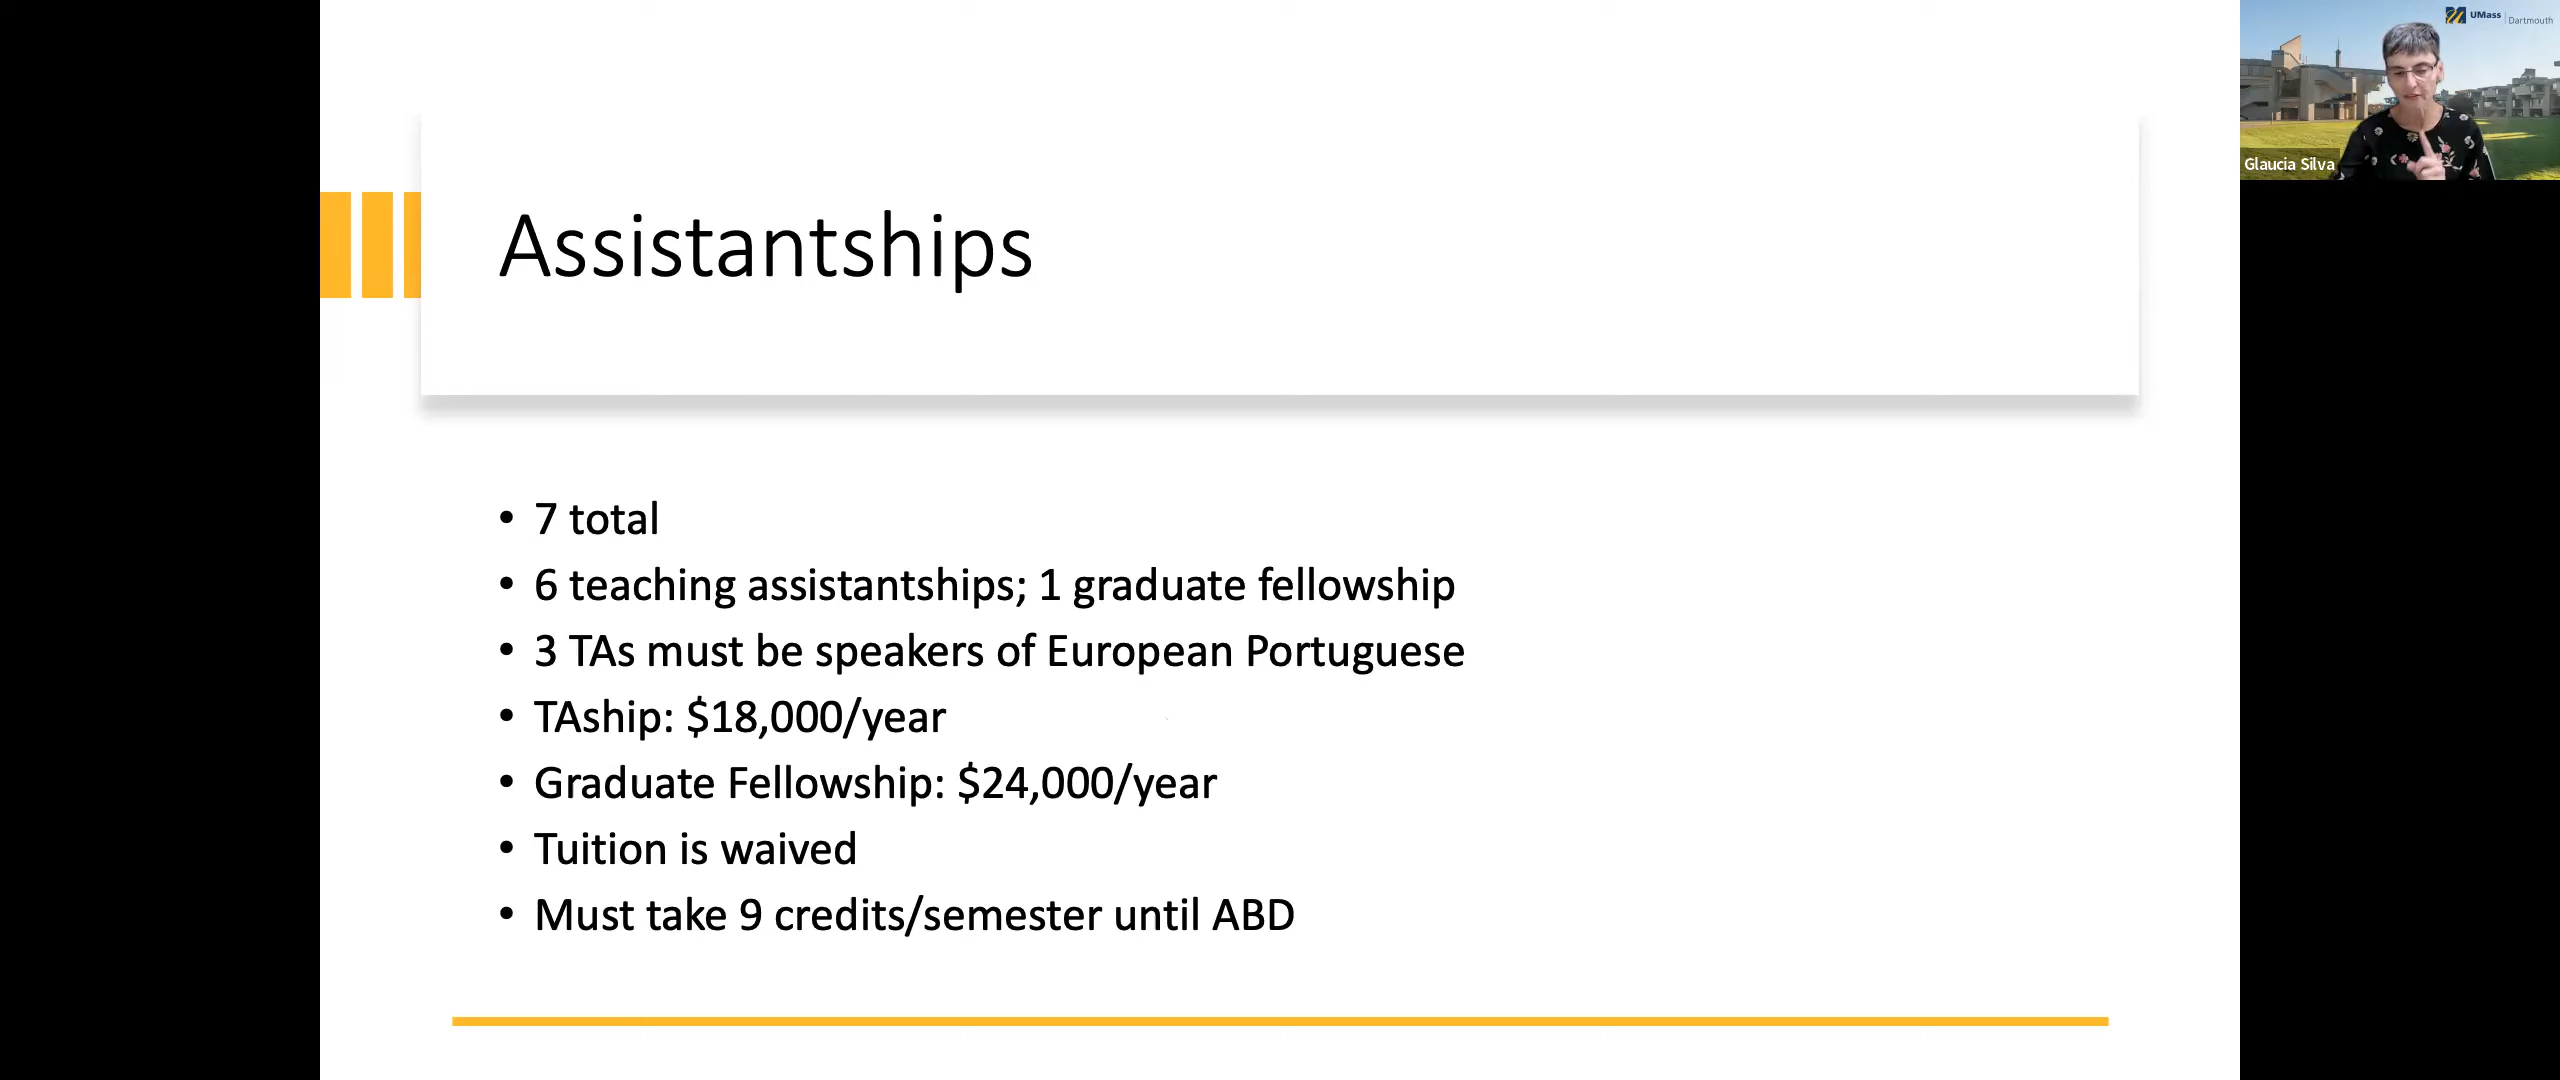 Assistantships
• 7 total
• 6 teaching assistantships; 1 graduate fellowship
• 3 TAs must be speakers of European Portuguese
• TAship: $18,000/year
• Graduate Fellowship: $24,000/year
• Tuition is waived
• Must take 9 credits/semester until ABD
UMass | Dartmouth
Glaucia Silva